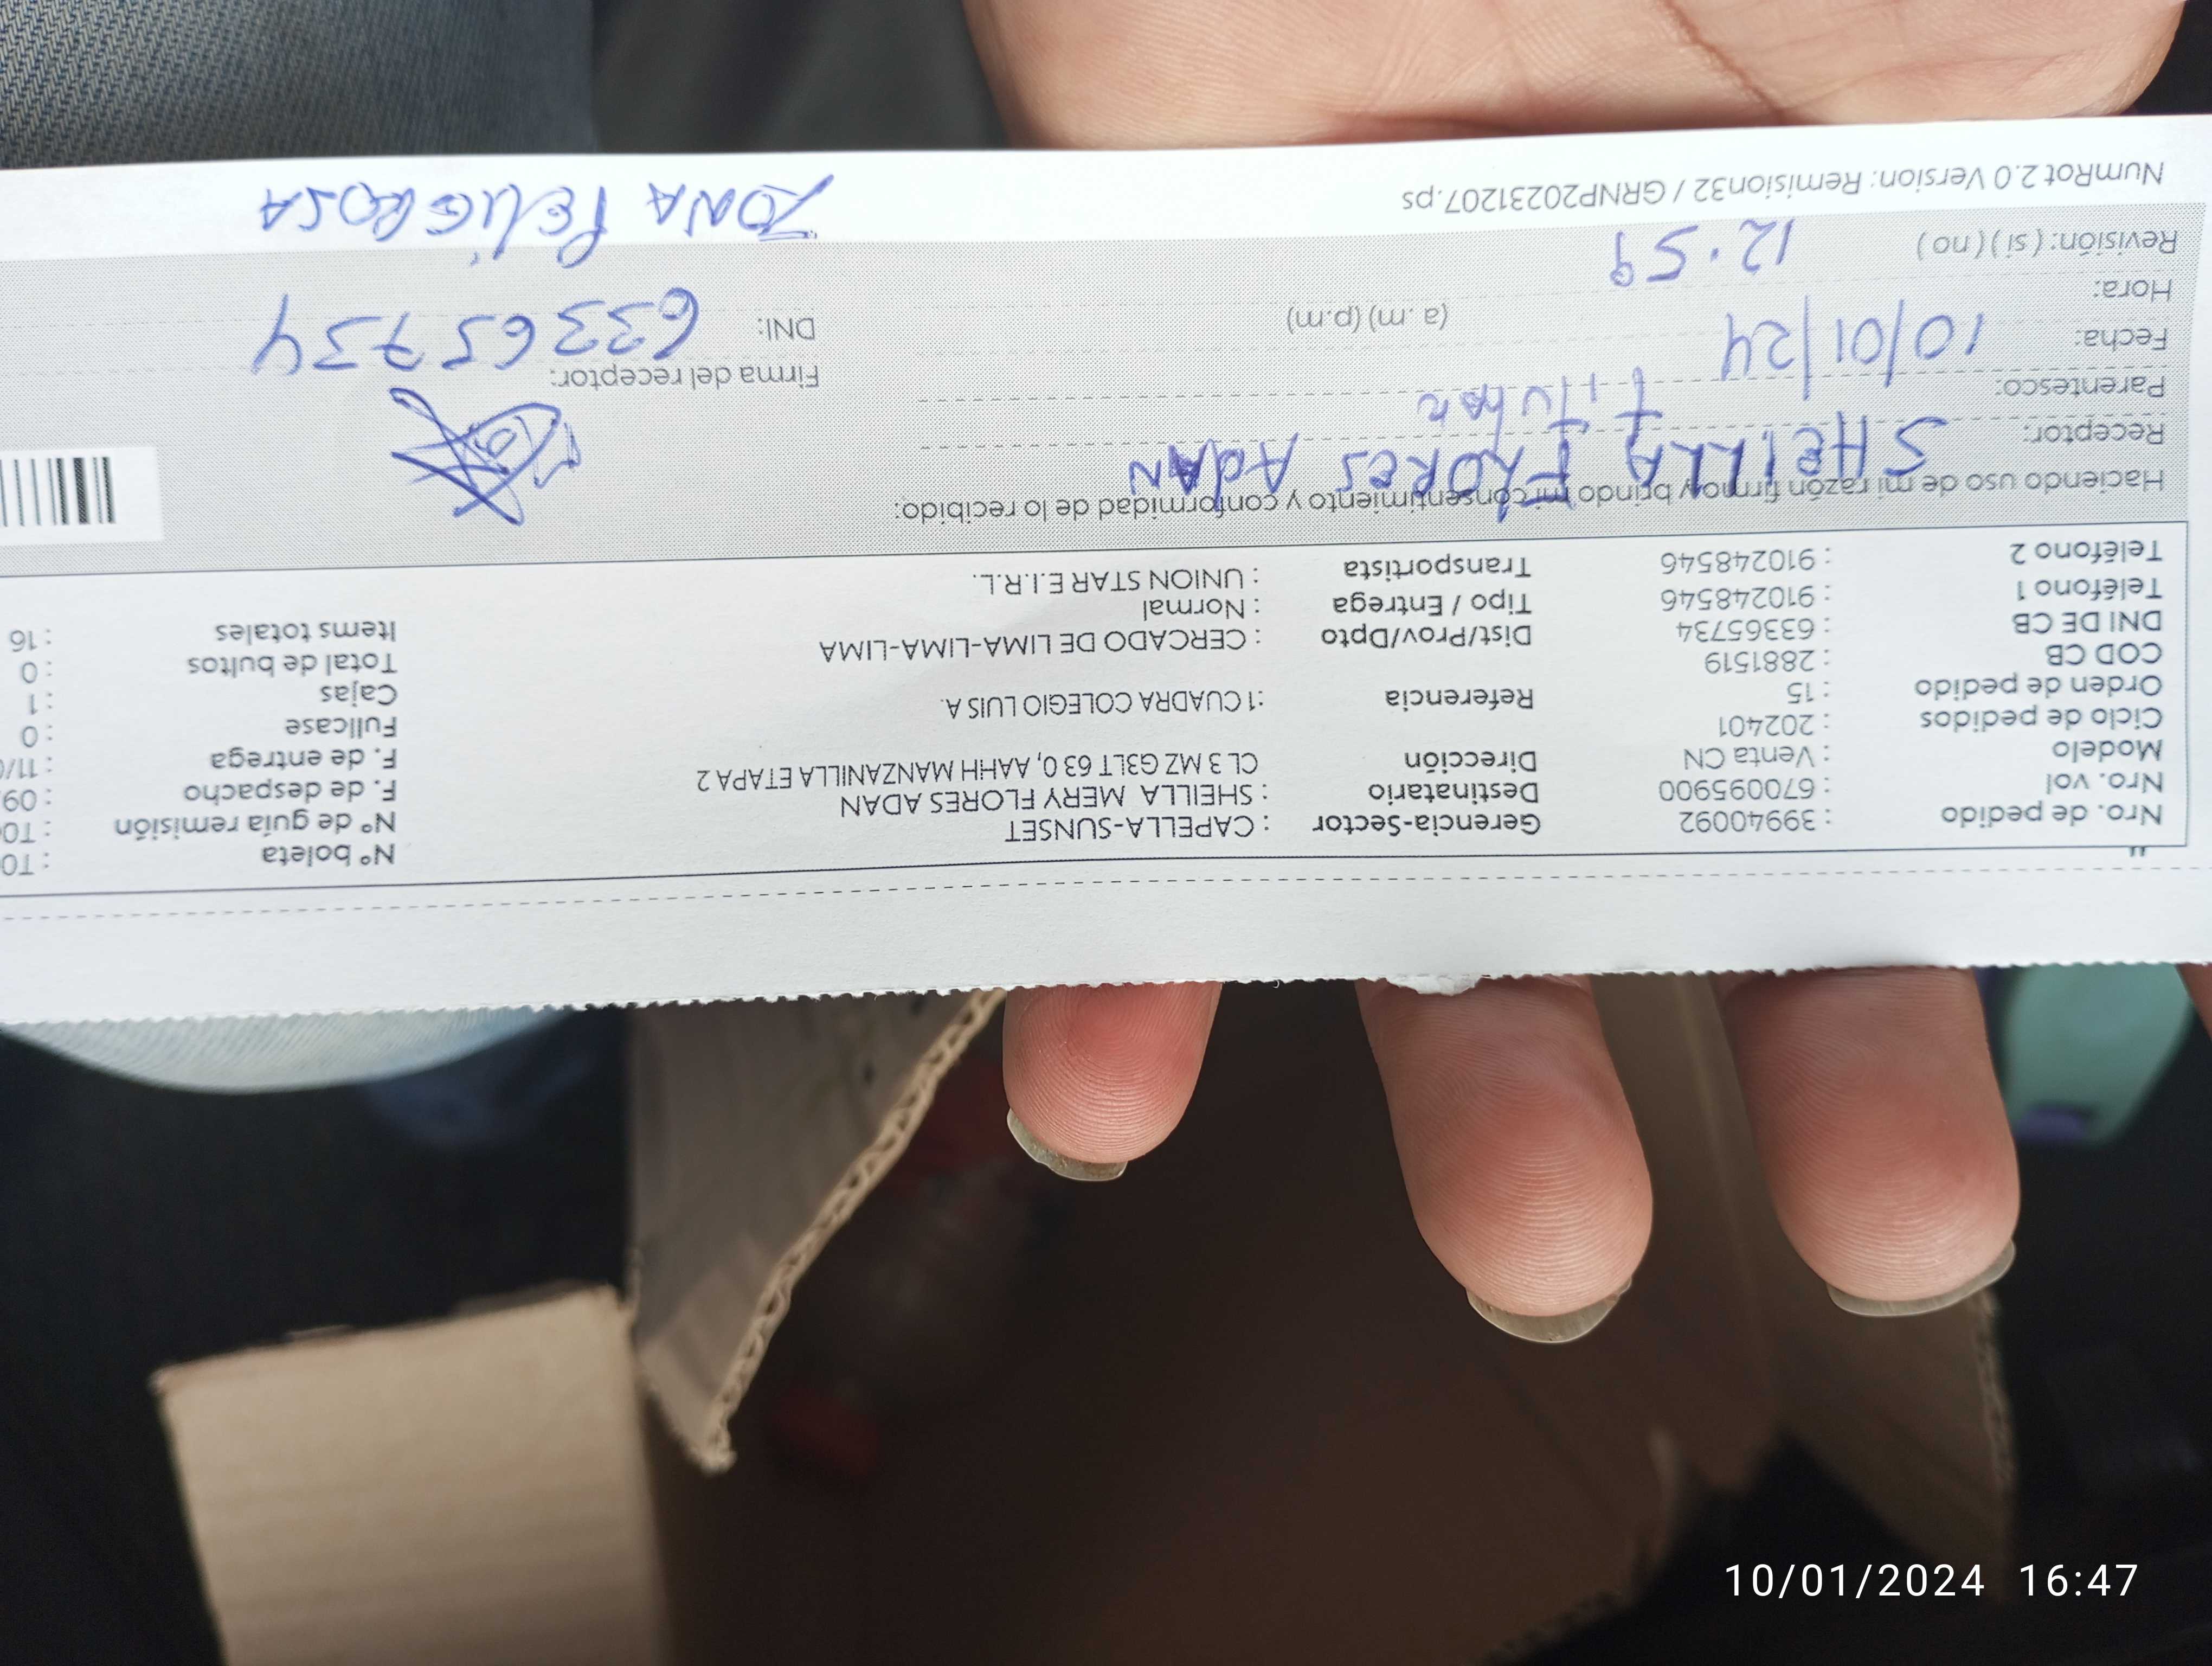 Nro. de pedido : 39940092 Gerencia-Sector : CAPELLA-SUNSET Nº boleta : T0
Nro. vol : 670095900 Destinatario : SHEILLA MERY FLORES ADAN Nº de guía remisión : T0
Modelo : Venta CN Dirección CL 3 MZ G3LT 63 0, AAHH MANZANILLA ETAPA 2 F. de despacho : 09
Ciclo de pedidos : 202401 F. de entrega : 11/0
Orden de pedido : 15 Referencia : 1 CUADRA COLEGIO LUIS A. Fullcase : 0
COD CB : 2881519 Cajas : 1
DNI DE CB : 63365734 Dist/Prov/Dpto : CERCADO DE LIMA-LIMA-LIMA Total de bultos : 0
Teléfono 1 : 910248546 Tipo / Entrega : Normal Items totales : 16
Teléfono 2 : 910248546 Transportista : UNION STAR E.I.R.L.
Haciendo uso de mi razón firmo y brindo mi consentimiento y conformidad de lo recibido:
Receptor: SHEILLA FLORES AdAN
Parentesco: titular
Firma del receptor:
Fecha: 10/01/24
DNI: 63365734
Hora: 12.59 (a. m) (p.m)
Revisión: ( si ) ( no )
NumRot 2.0 Version: Remision32 / GRNP20231207.ps
ZONA PELIGROSA
10/01/2024 16:47